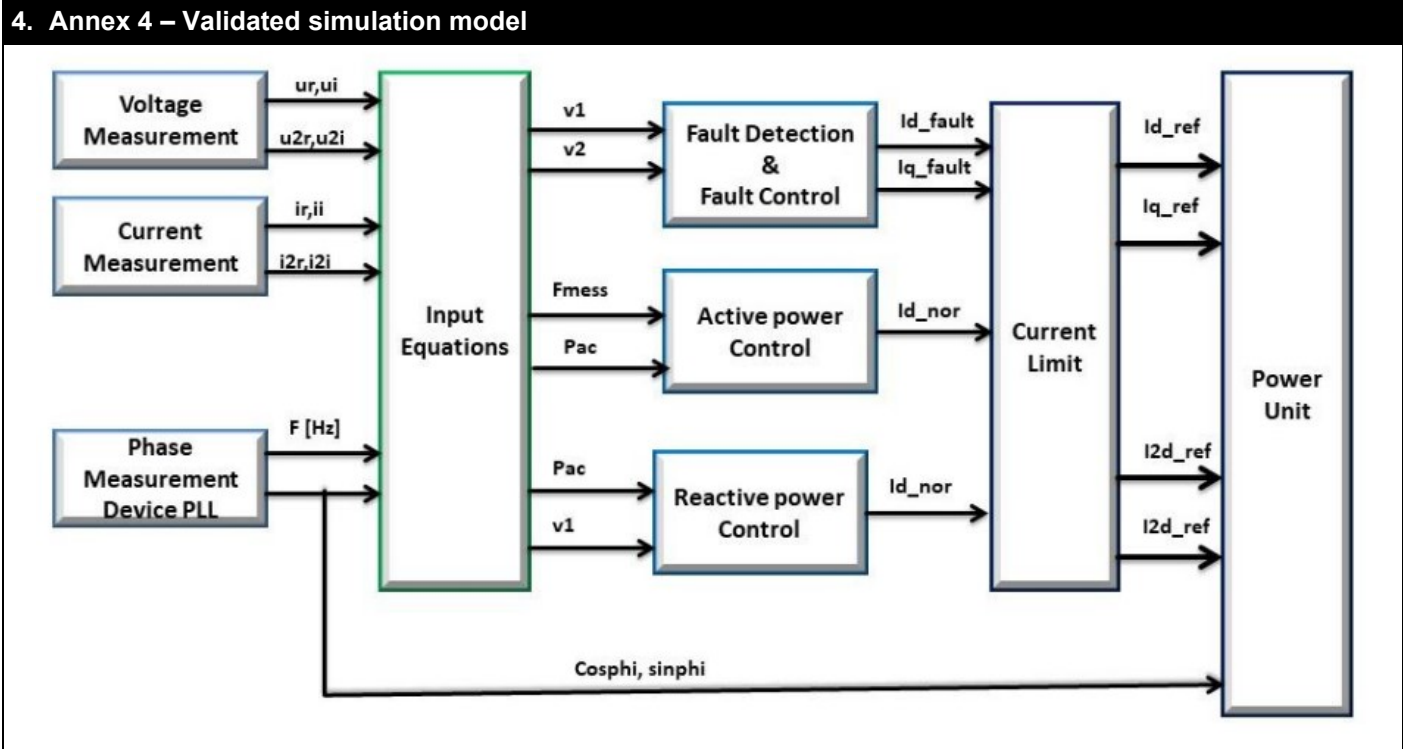 4. Annex 4 – Validated simulation model
Voltage
Measurement
ur,ui
u2r,u2i
Current
Measurement
ir,ii
i2r,i2i
Phase
Measurement
Device PLL
F [Hz]
Input
Equations
v1
v2
Fault Detection
&
Fault Control
Id_fault
Iq_fault
Fmess
Pac
Active power
Control
Id_nor
Pac
v1
Reactive power
Control
Id_nor
Current
Limit
Id_ref
Iq_ref
I2d_ref
I2d_ref
Power
Unit
Cosphi, sinphi